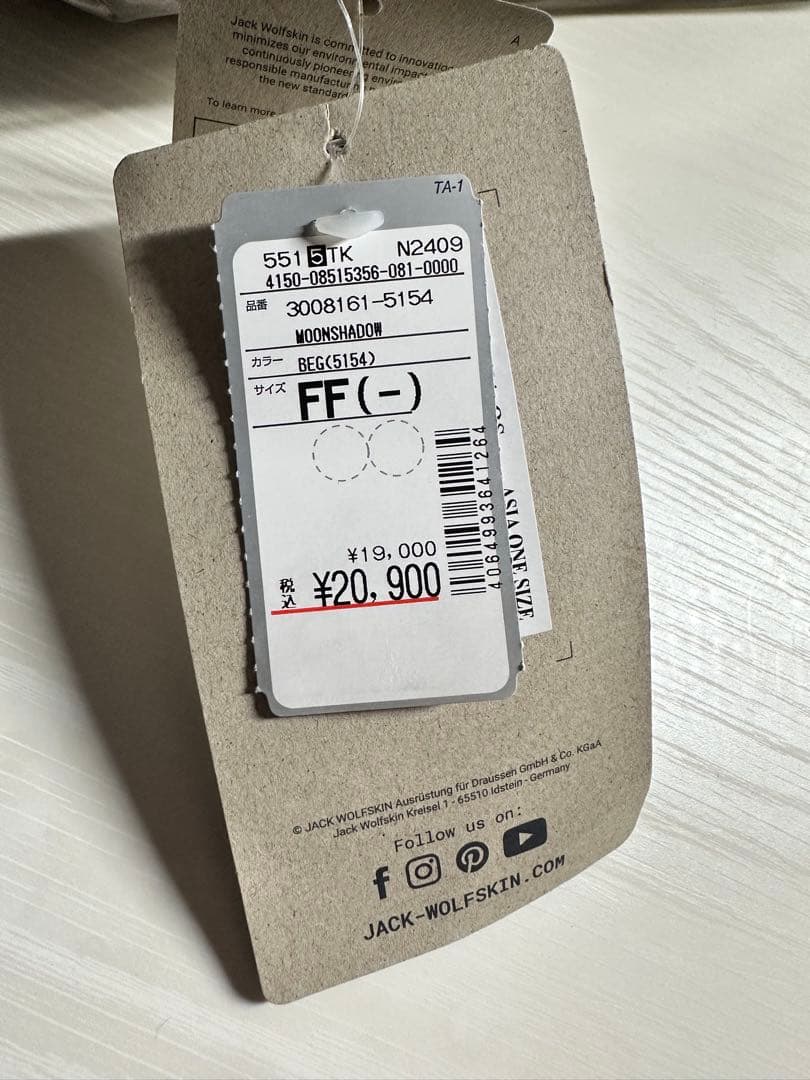 Jack Wolfskin is committed to innovation
minimizes our environmental impact
continuously pioneering
responsible manufacturing
the new standard
To learn more
A
TA-1
5515TK N2409
4150-08515356-081-0000
品番 3008161-5154
MOONSHADOW
カラー BEG(5154)
サイズ FF(-)
4064993641264
ASIA ONE SIZE
¥19,000
税込 ¥20,900
© JACK WOLFSKIN Ausrüstung für Draussen GmbH & Co. KGaA
Jack Wolfskin Kreisel 1 - 65510 Idstein - Germany
Follow us on:
JACK-WOLFSKIN.COM